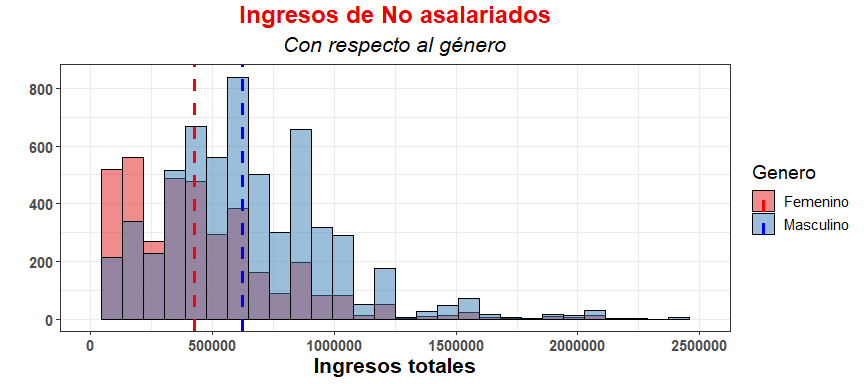 Ingresos de No asalariados
Con respecto al género
800
600
400
200
0
0 500000 1000000 1500000 2000000 2500000
Ingresos totales
Genero
Femenino
Masculino